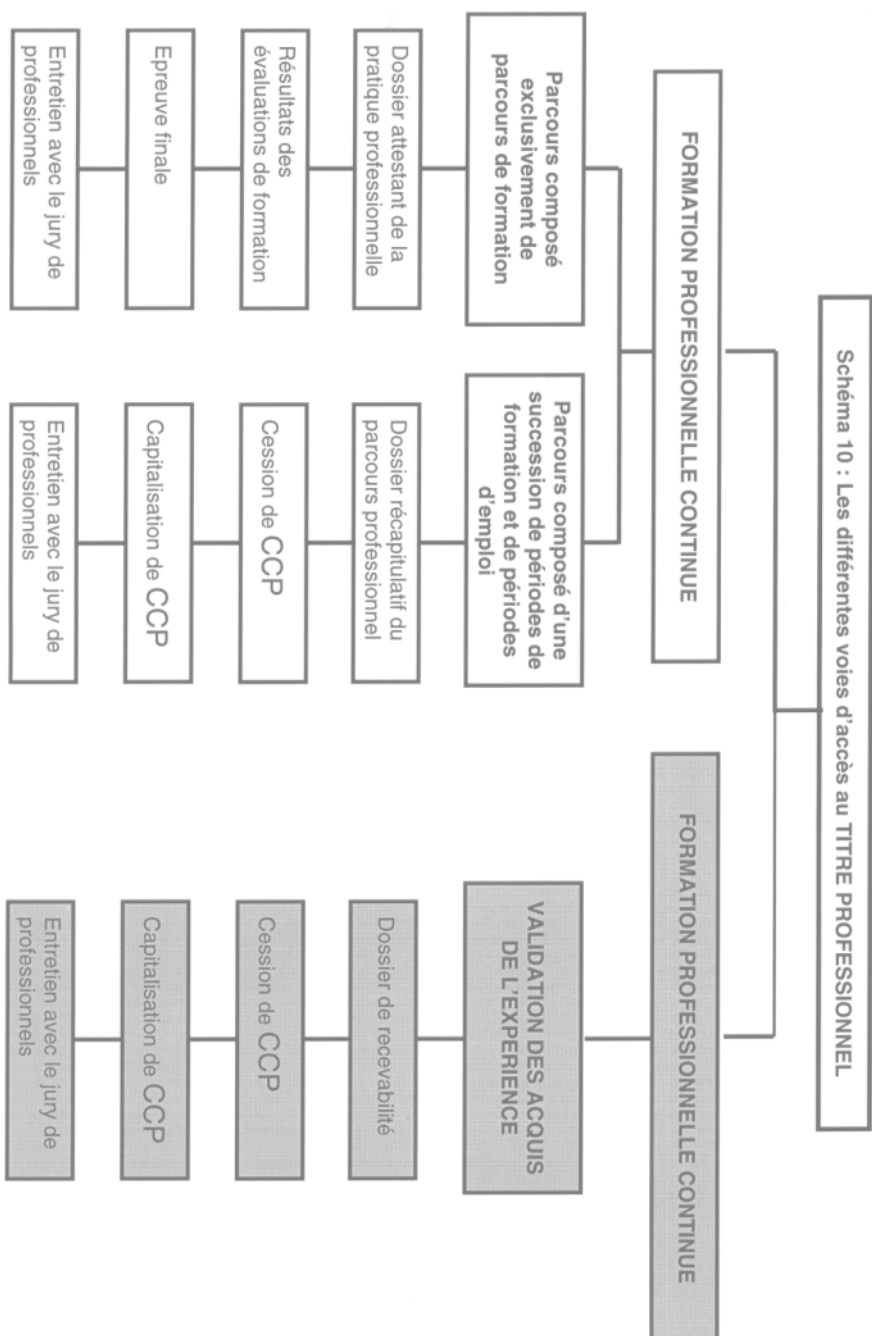 Schéma 10 : Les différentes voies d'accès au TITRE PROFESSIONNEL
FORMATION PROFESSIONNELLE CONTINUE
Parcours composé
exclusivement de
parcours de formation
Dossier attestant de la
pratique professionnelle
Résultats des
évaluations de formation
Epreuve finale
Entretien avec le jury de
professionnels
Parcours composé d'une
succession de périodes de
formation et de périodes
d'emploi
Dossier récapitulatif du
parcours professionnel
Cession de CCP
Capitalisation de CCP
Entretien avec le jury de
professionnels
FORMATION PROFESSIONNELLE CONTINUE
VALIDATION DES ACQUIS
DE L'EXPERIENCE
Dossier de recevabilité
Cession de CCP
Capitalisation de CCP
Entretien avec le jury de
professionnels